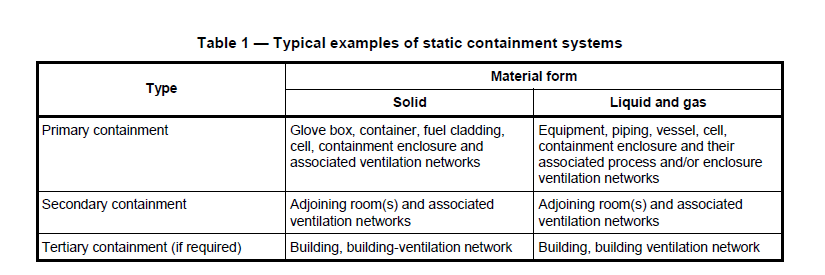 Table 1 — Typical examples of static containment systems
Type
Material form
Solid
Liquid and gas
Primary containment
Glove box, container, fuel cladding,
cell, containment enclosure and
associated ventilation networks
Equipment, piping, vessel, cell,
containment enclosure and their
associated process and/or enclosure
ventilation networks
Secondary containment
Adjoining room(s) and associated
ventilation networks
Adjoining room(s) and associated
ventilation networks
Tertiary containment (if required)
Building, building-ventilation network
Building, building ventilation network